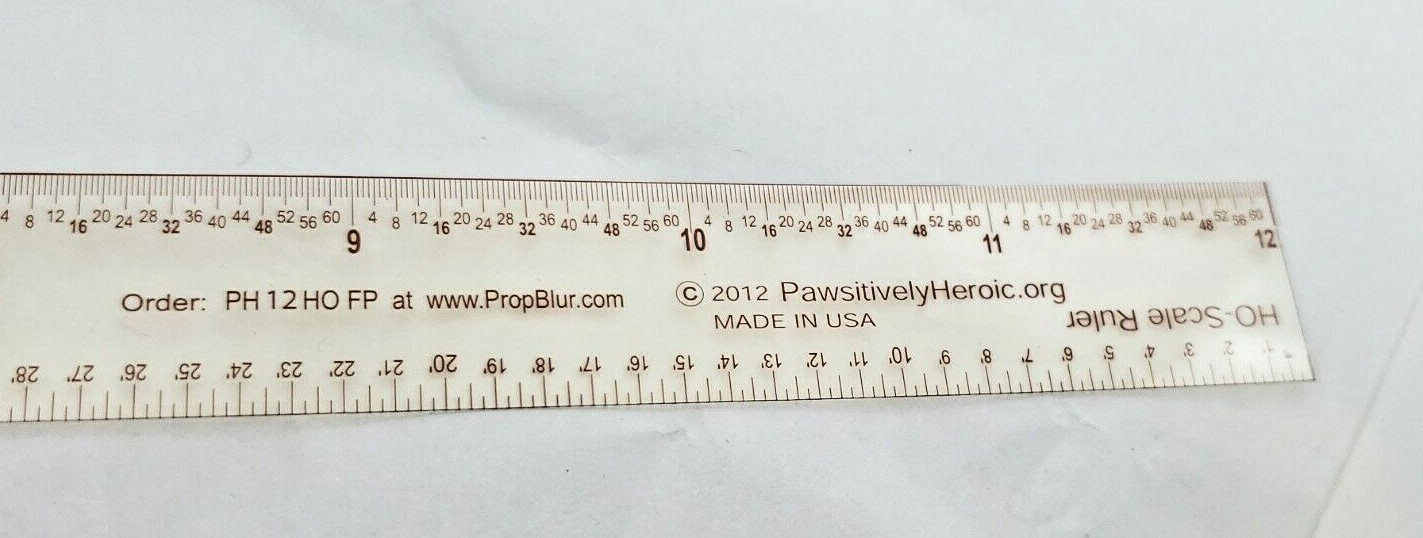 4 8 12 16 20 24 28 32 36 40 44 48 52 56 60 4 8 12 16 20 24 28 32 36 40 44 48 52 56 60 4 8 12 16 20 24 28 32 36 40 44 48 52 56 60 4 8 12 16 20 24 28 32 36 40 44 48 52 56 60
9 10 11 12
Order: PH 12 HO FP at www.PropBlur.com
© 2012 PawsitivelyHeroic.org
MADE IN USA
HO-Scale Ruler
1' 2' 3' 4' 5' 6' 7' 8' 9' 10' 11' 12' 13' 14' 15' 16' 17' 18' 19' 20' 21' 22' 23' 24' 25' 26' 27' 28'